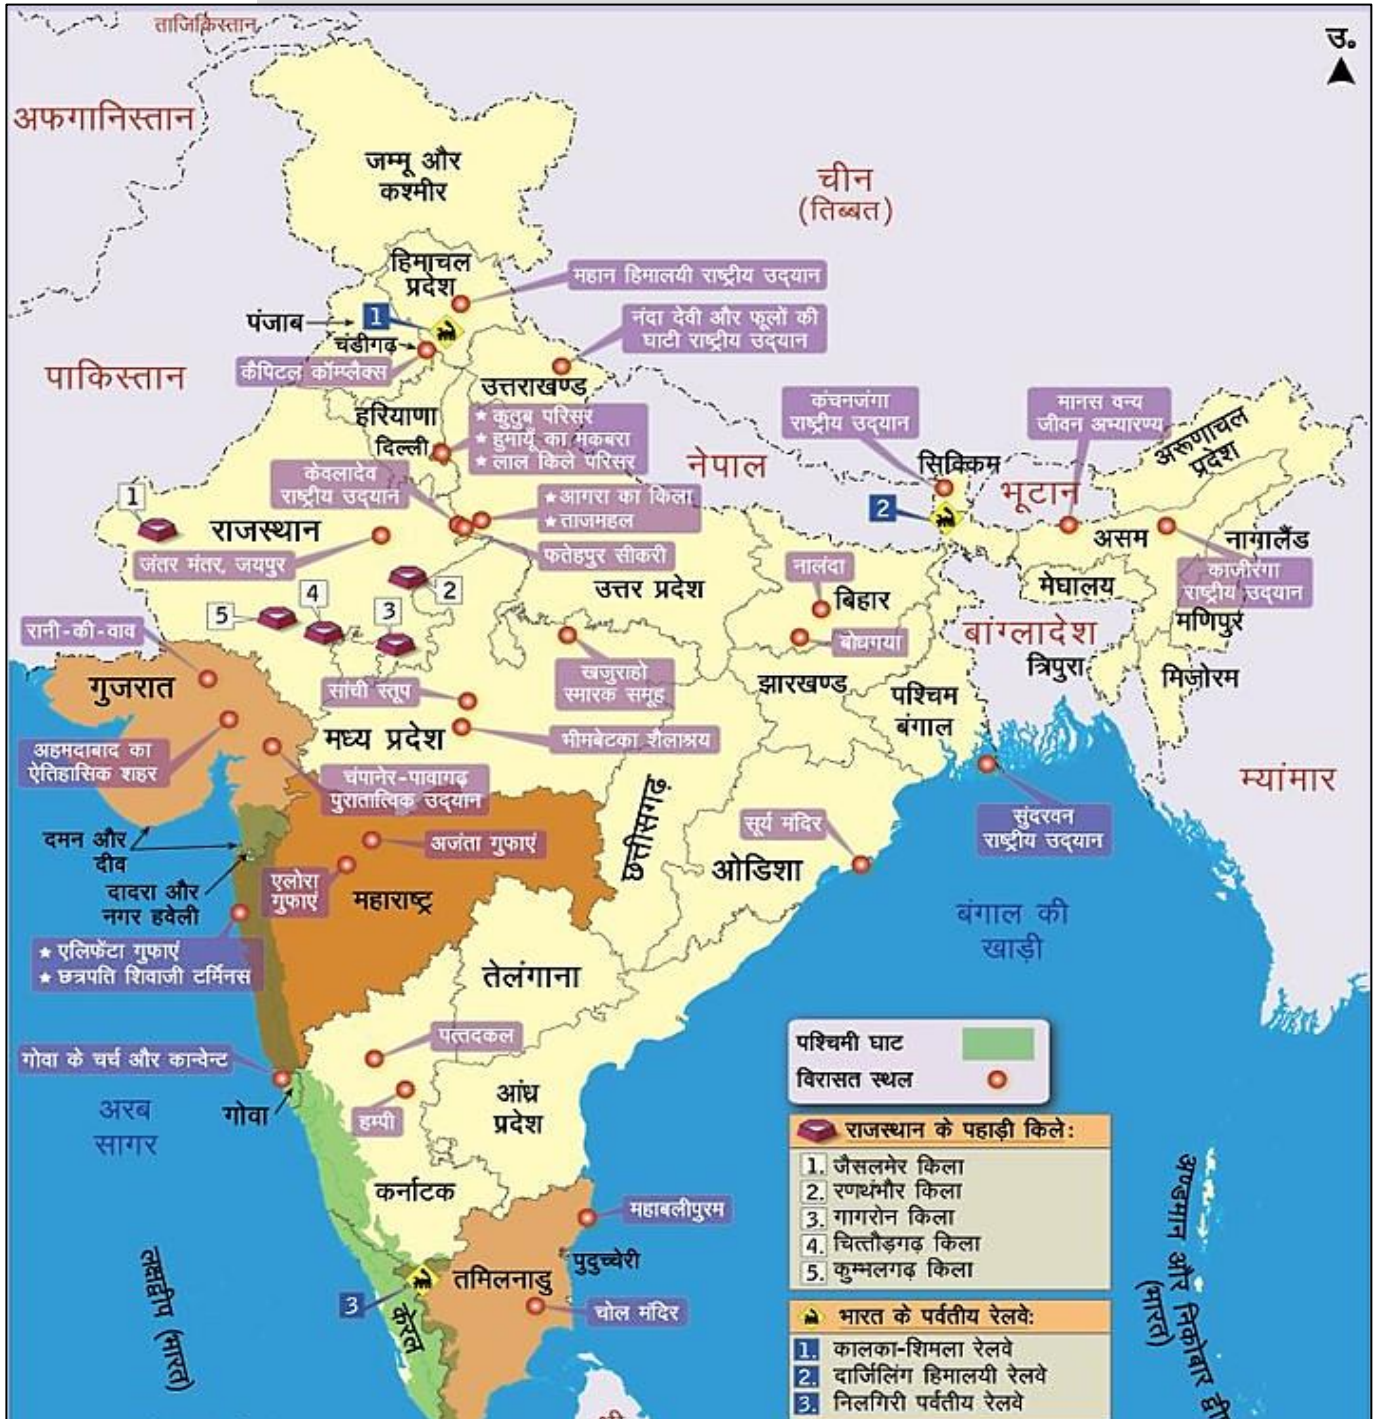 ताजिकिस्तान
उ०
अफगानिस्तान
जम्मू और
कश्मीर
चीन
(तिब्बत)
हिमाचल
प्रदेश
महान हिमालयी राष्ट्रीय उद्यान
पंजाब
1
नंदा देवी और फूलों की
घाटी राष्ट्रीय उद्यान
चंडीगढ़
पाकिस्तान
कैपिटल कॉम्प्लैक्स
उत्तराखण्ड
हरियाणा
दिल्ली
★ कुतुब परिसर
★ हुमायूँ का मकबरा
★ लाल किले परिसर
कंचनजंगा
राष्ट्रीय उद्यान
मानस वन्य
जीवन अभ्यारण्य
अरूणाचल
प्रदेश
नेपाल
सिक्किम
भूटान
केवलादेव
राष्ट्रीय उद्यान
1
★ आगरा का किला
★ ताजमहल
2
राजस्थान
असम
नागालैंड
जंतर मंतर, जयपुर
फतेहपुर सीकरी
उत्तर प्रदेश
नालंदा
बिहार
मेघालय
काजीरंगा
राष्ट्रीय उद्यान
2
4
5
3
मणिपुर
रानी-की-वाव
बोधगया
बांग्लादेश
त्रिपुरा
मिजोरम
गुजरात
सांची स्तूप
खजुराहो
स्मारक समूह
झारखण्ड
पश्चिम
बंगाल
मध्य प्रदेश
भीमबेटका शैलाश्रय
अहमदाबाद का
ऐतिहासिक शहर
चंपानेर-पावागढ़
पुरातात्विक उद्यान
म्यांमार
छत्तीसगढ़
दमन और
दीव
सूर्य मंदिर
सुंदरवन
राष्ट्रीय उद्यान
अजंता गुफाएं
एलोरा
गुफाएं
दादरा और
नगर हवेली
महाराष्ट्र
ओडिशा
बंगाल की
खाड़ी
★ एलिफेंटा गुफाएं
★ छत्रपति शिवाजी टर्मिनस
तेलंगाना
पत्तदकल
गोवा के चर्च और कान्वेन्ट
पश्चिमी घाट
विरासत स्थल
अरब
सागर
गोवा
हम्पी
आंध्र
प्रदेश
राजस्थान के पहाड़ी किले:
1. जैसलमेर किला
2. रणथंभौर किला
3. गागरोन किला
4. चित्तौड़गढ़ किला
5. कुम्भलगढ़ किला
कर्नाटक
महाबलीपुरम
पुदुच्चेरी
तमिलनाडु
3
केरल
चोल मंदिर
लक्षद्वीप (भारत)
अण्डमान और निकोबार
(भारत)
भारत के पर्वतीय रेलवे:
1. कालका-शिमला रेलवे
2. दार्जिलिंग हिमालयी रेलवे
3. निलगिरी पर्वतीय रेलवे